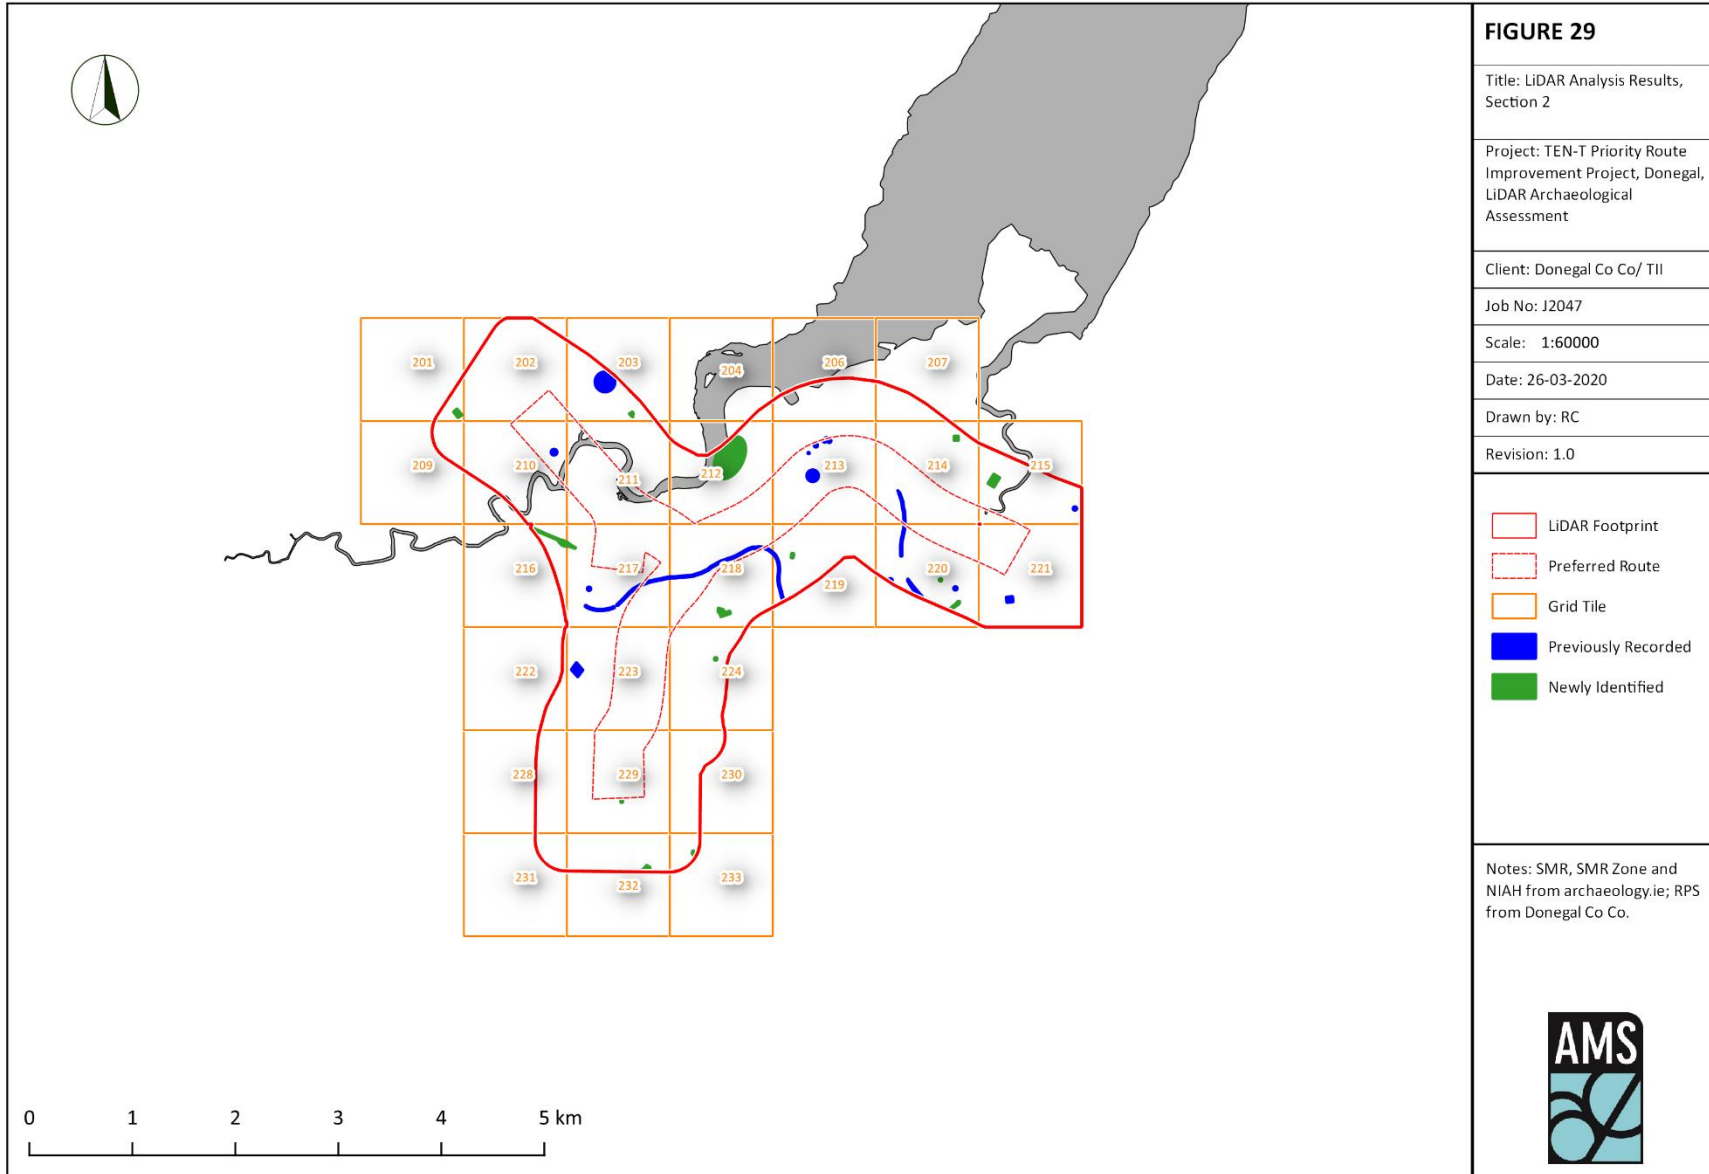 FIGURE 29
Title: LiDAR Analysis Results,
Section 2
Project: TEN-T Priority Route
Improvement Project, Donegal,
LiDAR Archaeological
Assessment
Client: Donegal Co Co/ TII
Job No: J2047
Scale: 1:60000
Date: 26-03-2020
Drawn by: RC
Revision: 1.0
LiDAR Footprint
Preferred Route
Grid Tile
Previously Recorded
Newly Identified
Notes: SMR, SMR Zone and
NIAH from archaeology.ie; RPS
from Donegal Co Co.
AMS
201 202 203 204 206 207
209 210 211 212 213 214 215
216 217 218 219 220 221
222 223 224
228 229 230
231 232 233
0 1 2 3 4 5 km